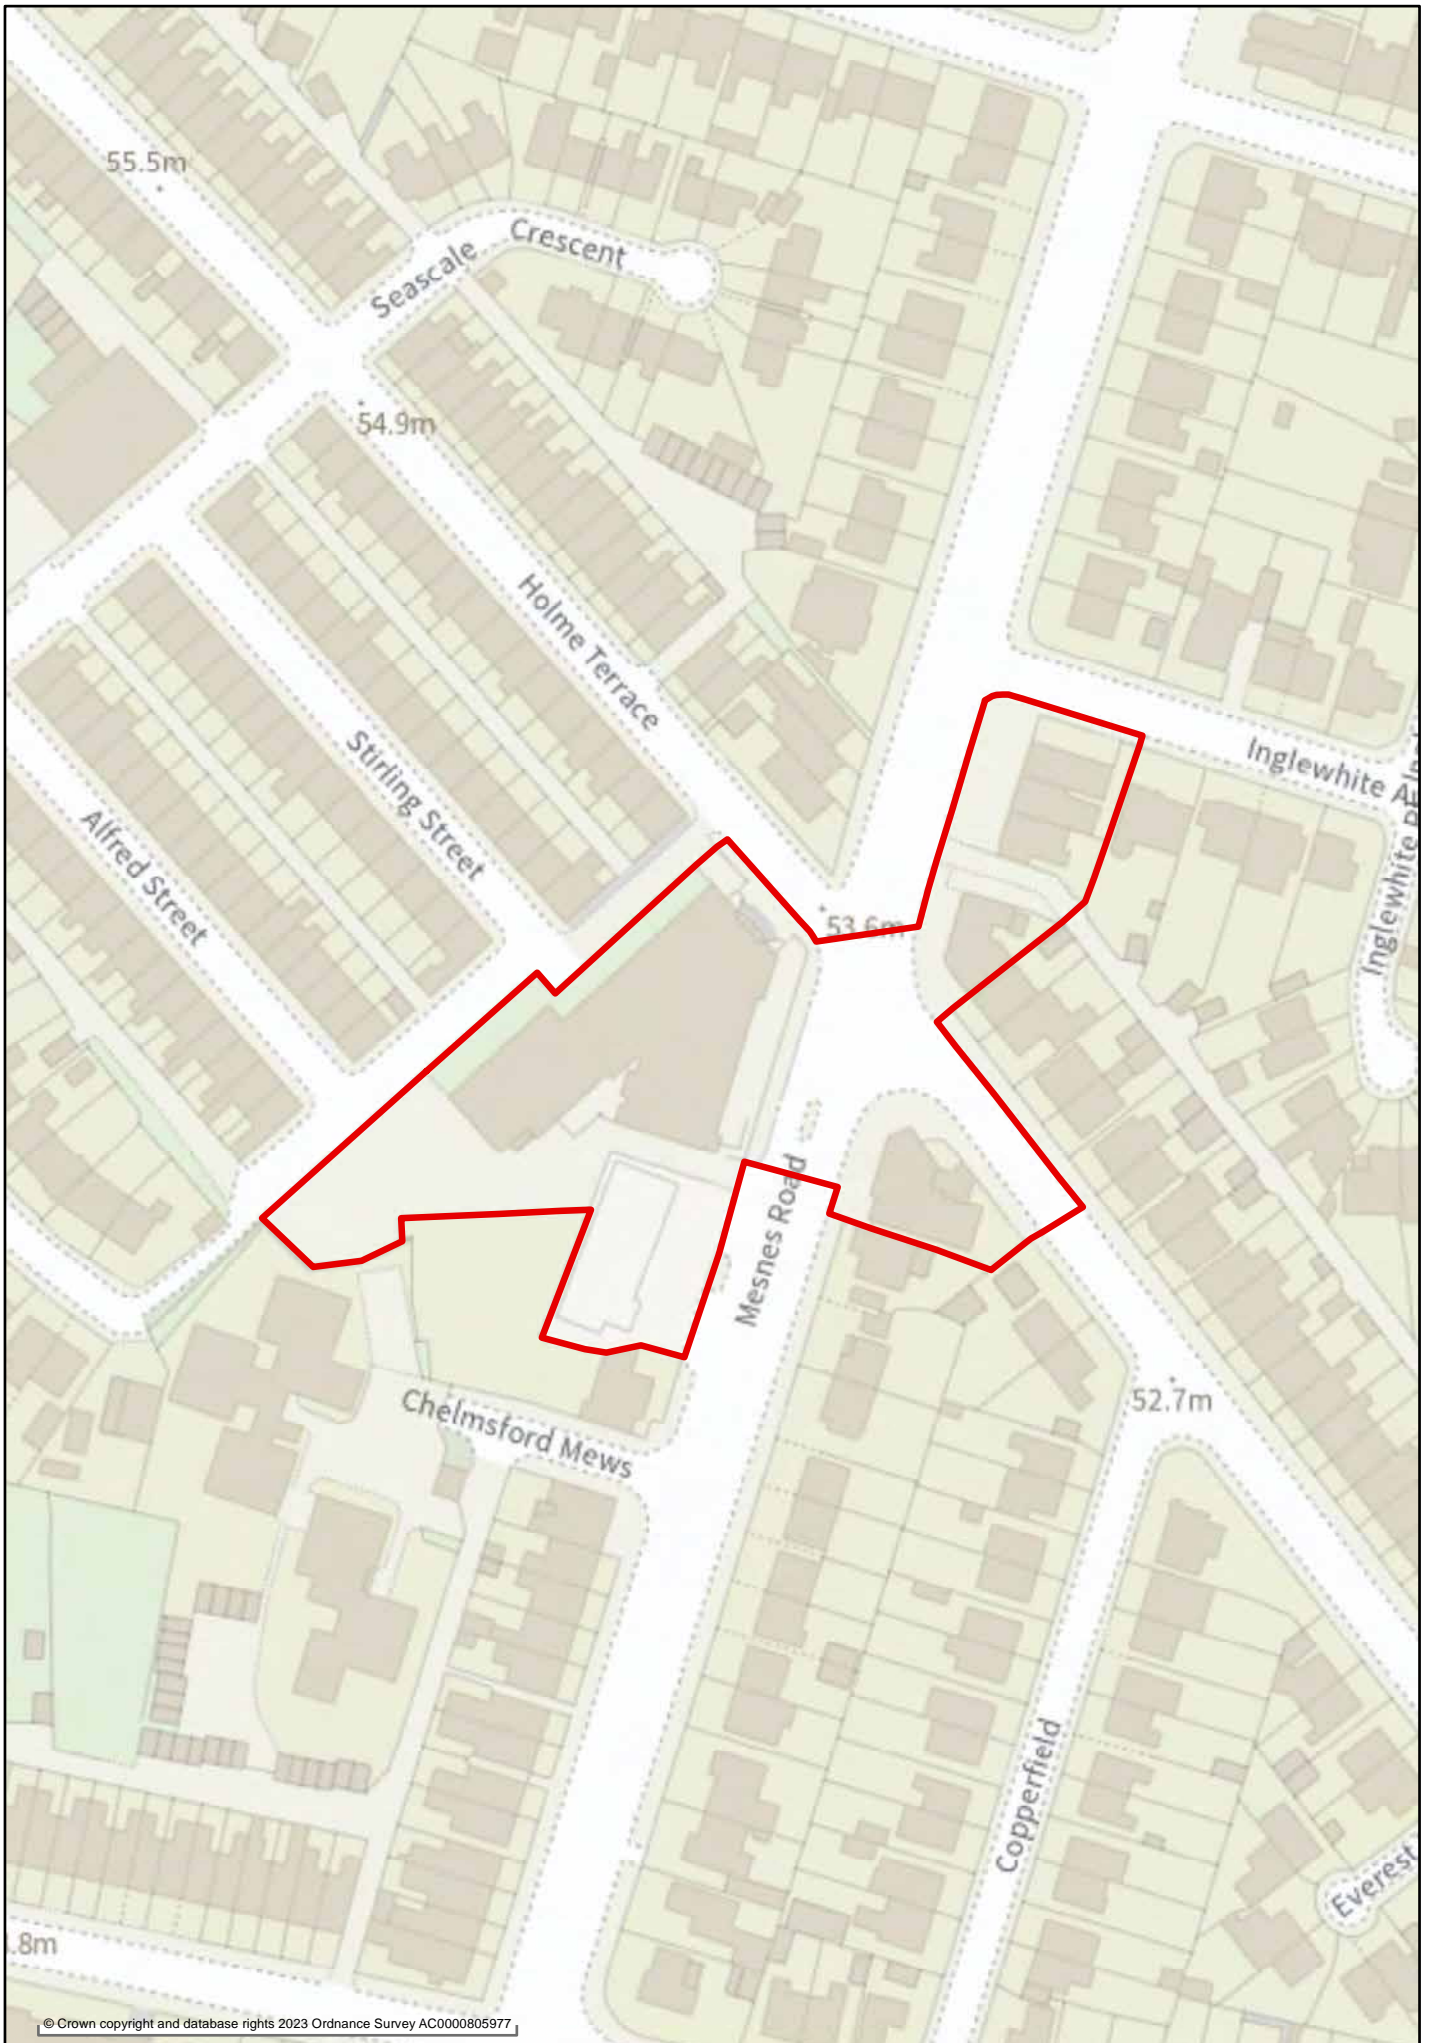 55.5m
Seascale
Crescent
54.9m
Holme Terrace
Stirling Street
Alfred Street
Inglewhite
Inglewhite
53.6m
Mesnes Road
Chelmsford Mews
52.7m
Copperfield
Everest
.8m
© Crown copyright and database rights 2023 Ordnance Survey AC0000805977